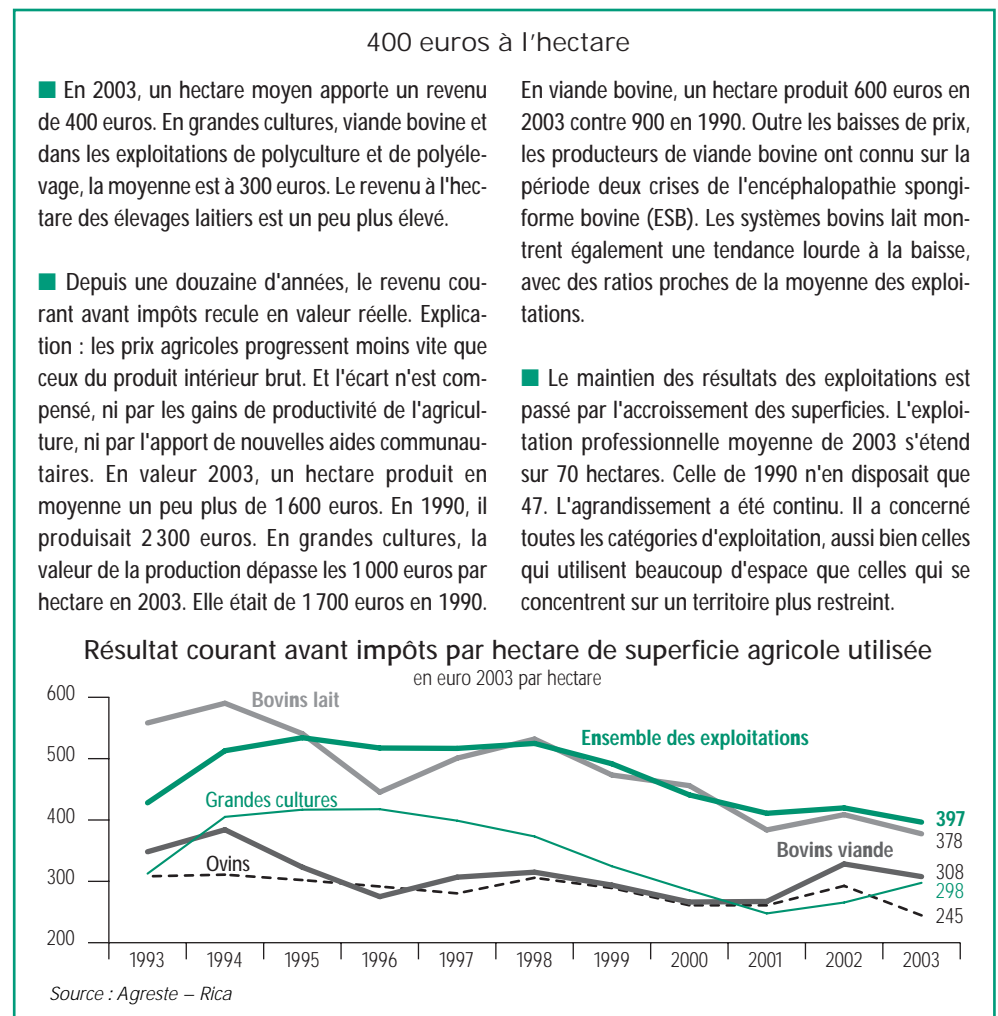 400 euros à l'hectare
■ En 2003, un hectare moyen apporte un revenu
de 400 euros. En grandes cultures, viande bovine et
dans les exploitations de polyculture et de polyéle-
vage, la moyenne est à 300 euros. Le revenu à l'hec-
tare des élevages laitiers est un peu plus élevé.
■ Depuis une douzaine d'années, le revenu cou-
rant avant impôts recule en valeur réelle. Explica-
tion : les prix agricoles progressent moins vite que
ceux du produit intérieur brut. Et l'écart n'est com-
pensé, ni par les gains de productivité de l'agricul-
ture, ni par l'apport de nouvelles aides communau-
taires. En valeur 2003, un hectare produit en
moyenne un peu plus de 1 600 euros. En 1990, il
produisait 2 300 euros. En grandes cultures, la
valeur de la production dépasse les 1 000 euros par
hectare en 2003. Elle était de 1 700 euros en 1990.
En viande bovine, un hectare produit 600 euros en
2003 contre 900 en 1990. Outre les baisses de prix,
les producteurs de viande bovine ont connu sur la
période deux crises de l'encéphalopathie spongi-
forme bovine (ESB). Les systèmes bovins lait mon-
trent également une tendance lourde à la baisse,
avec des ratios proches de la moyenne des exploi-
tations.
■ Le maintien des résultats des exploitations est
passé par l'accroissement des superficies. L'exploi-
tation professionnelle moyenne de 2003 s'étend
sur 70 hectares. Celle de 1990 n'en disposait que
47. L'agrandissement a été continu. Il a concerné
toutes les catégories d'exploitation, aussi bien celles
qui utilisent beaucoup d'espace que celles qui se
concentrent sur un territoire plus restreint.
Résultat courant avant impôts par hectare de superficie agricole utilisée
en euro 2003 par hectare
600
500
400
300
200
Bovins lait
Ensemble des exploitations
Grandes cultures
Ovins
Bovins viande
397
378
308
298
245
1993 1994 1995 1996 1997 1998 1999 2000 2001 2002 2003
Source : Agreste – Rica